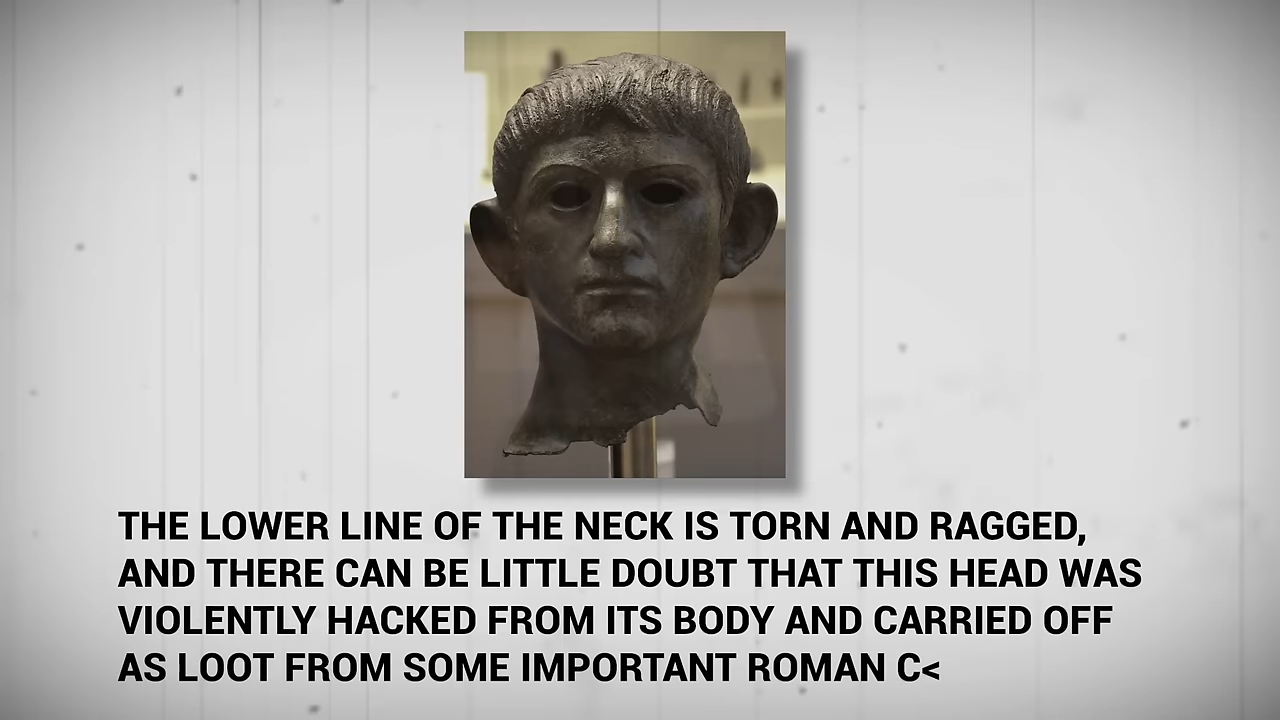 THE LOWER LINE OF THE NECK IS TORN AND RAGGED,
AND THERE CAN BE LITTLE DOUBT THAT THIS HEAD WAS
VIOLENTLY HACKED FROM ITS BODY AND CARRIED OFF
AS LOOT FROM SOME IMPORTANT ROMAN C<